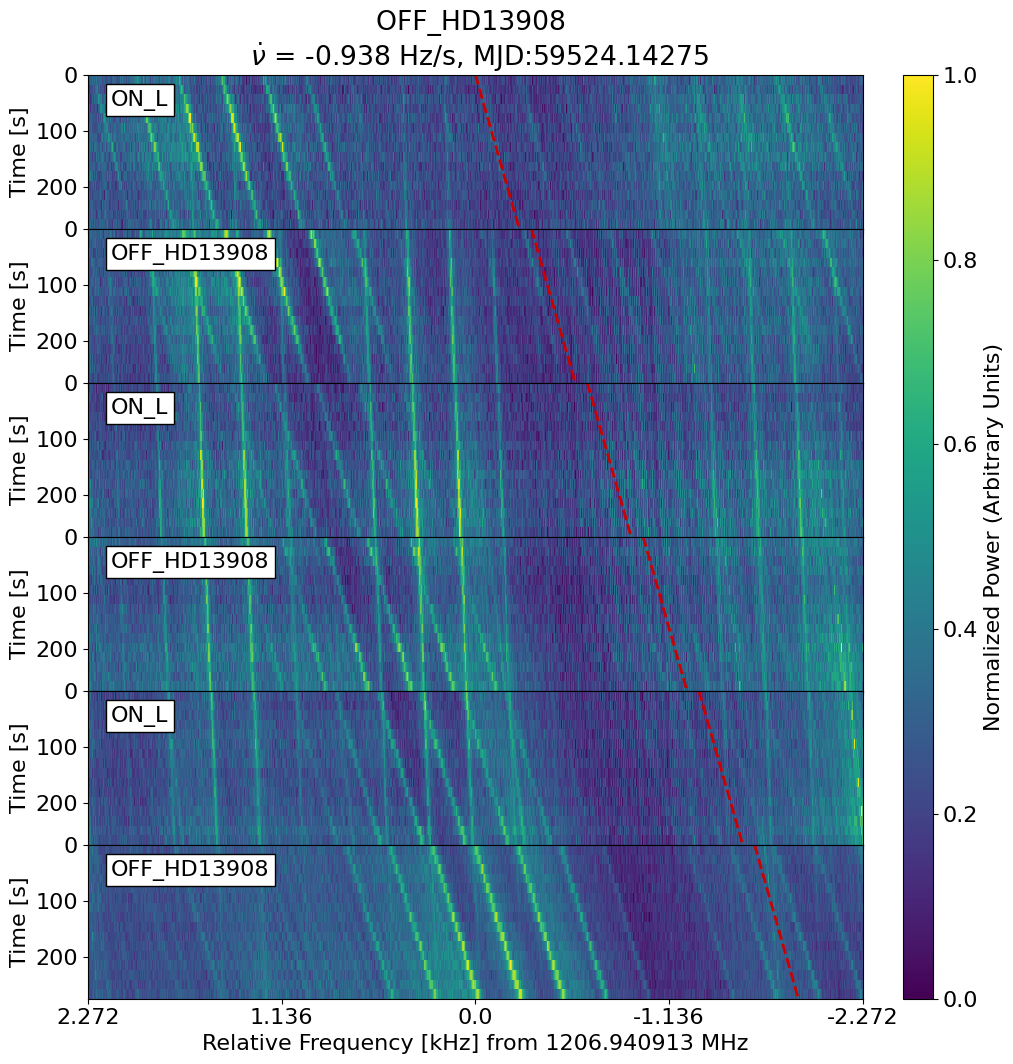 OFF_HD13908
ν̇ = -0.938 Hz/s, MJD:59524.14275
0
ON_L
100
Time [s]
200
0
OFF_HD13908
100
Time [s]
200
0
ON_L
100
Time [s]
200
0
OFF_HD13908
100
Time [s]
200
0
ON_L
100
Time [s]
200
0
OFF_HD13908
100
Time [s]
200
2.272 1.136 0.0 -1.136 -2.272
Relative Frequency [kHz] from 1206.940913 MHz
1.0
0.8
0.6
0.4
0.2
0.0
Normalized Power (Arbitrary Units)